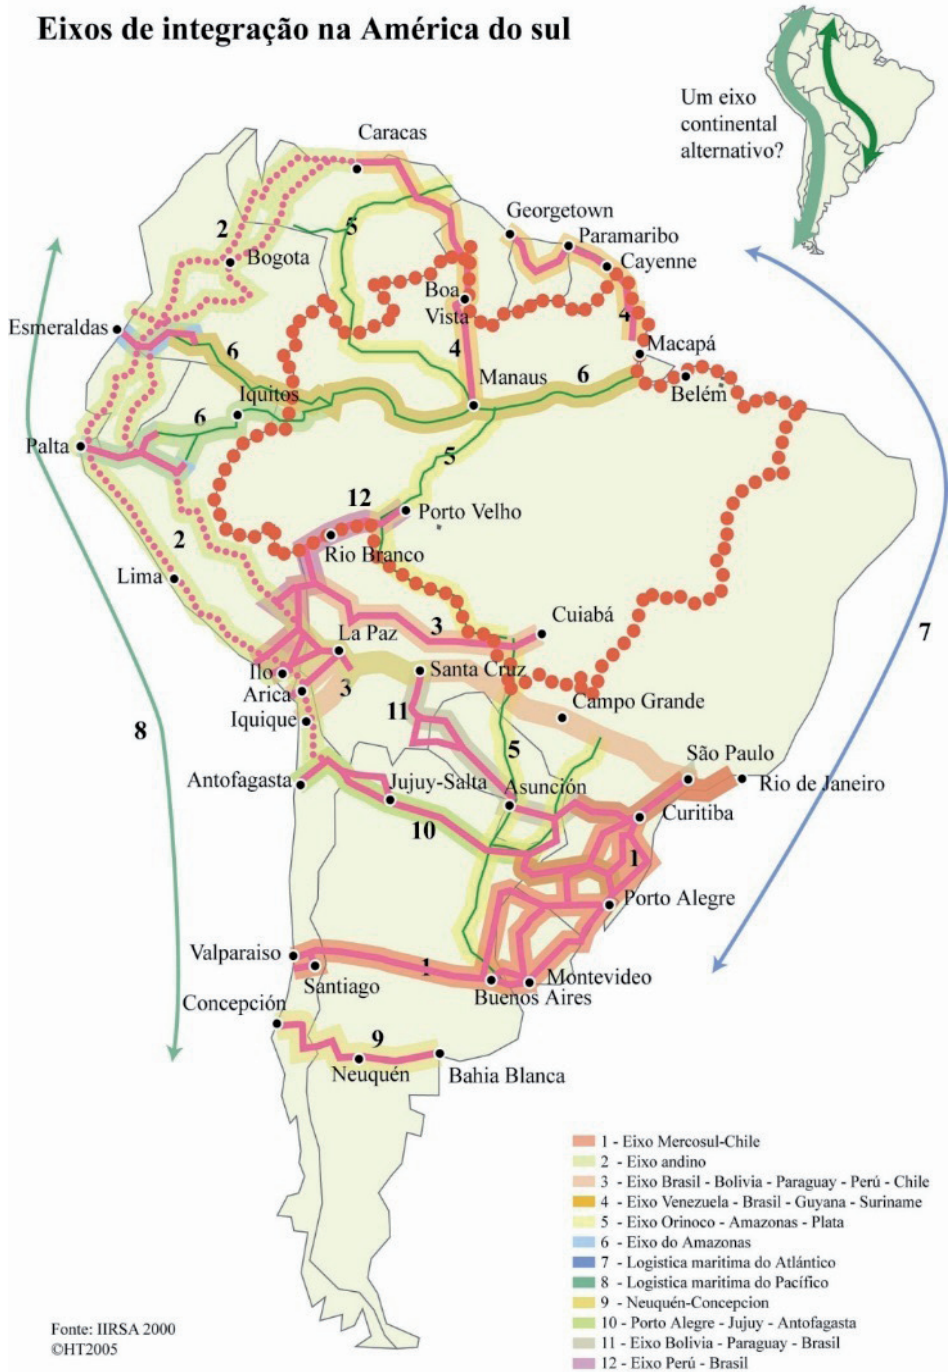 Eixos de integração na América do sul
Um eixo
continental
alternativo?
Caracas
Georgetown
5
2
Paramaribo
Bogota
Cayenne
Boa
Vista
Esmeraldas
4
4
Macapá
6
Manaus
6
Iquitos
Belém
6
Palta
5
12
Porto Velho
Rio Branco
2
Lima
Cuiabá
3
7
La Paz
Santa Cruz
Ilo
Arica
3
Campo Grande
Iquique
11
8
5
São Paulo
Antofagasta
Jujuy-Salta
Asunción
Rio de Janeiro
Curitiba
10
1
Porto Alegre
Valparaiso
1
Santiago
Montevideo
Buenos Aires
Concepción
9
Neuquén
Bahia Blanca
1 - Eixo Mercosul-Chile
2 - Eixo andino
3 - Eixo Brasil - Bolivia - Paraguay - Perú - Chile
4 - Eixo Venezuela - Brasil - Guyana - Suriname
5 - Eixo Orinoco - Amazonas - Plata
6 - Eixo do Amazonas
7 - Logistica maritima do Atlántico
8 - Logistica maritima do Pacífico
9 - Neuquén-Concepcion
10 - Porto Alegre - Jujuy - Antofagasta
11 - Eixo Bolivia - Paraguay - Brasil
12 - Eixo Perú - Brasil
Fonte: IIRSA 2000
©HT2005